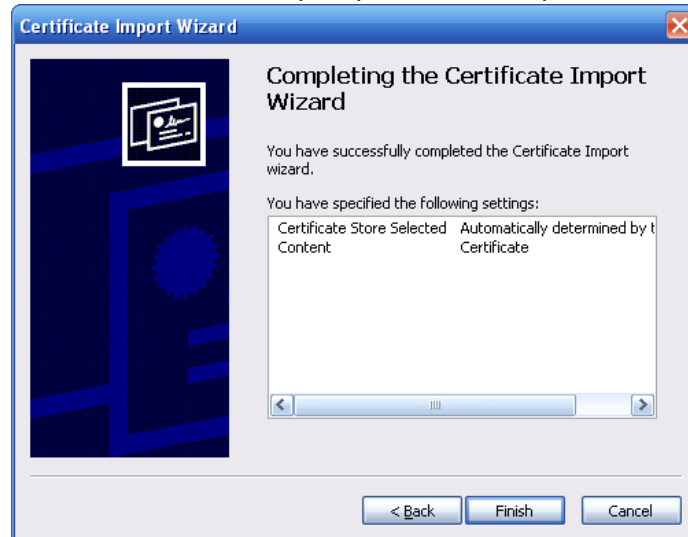 Certificate Import Wizard
Completing the Certificate Import
Wizard
You have successfully completed the Certificate Import
wizard.
You have specified the following settings:
Certificate Store Selected Automatically determined by t
Content Certificate
< Back Finish Cancel